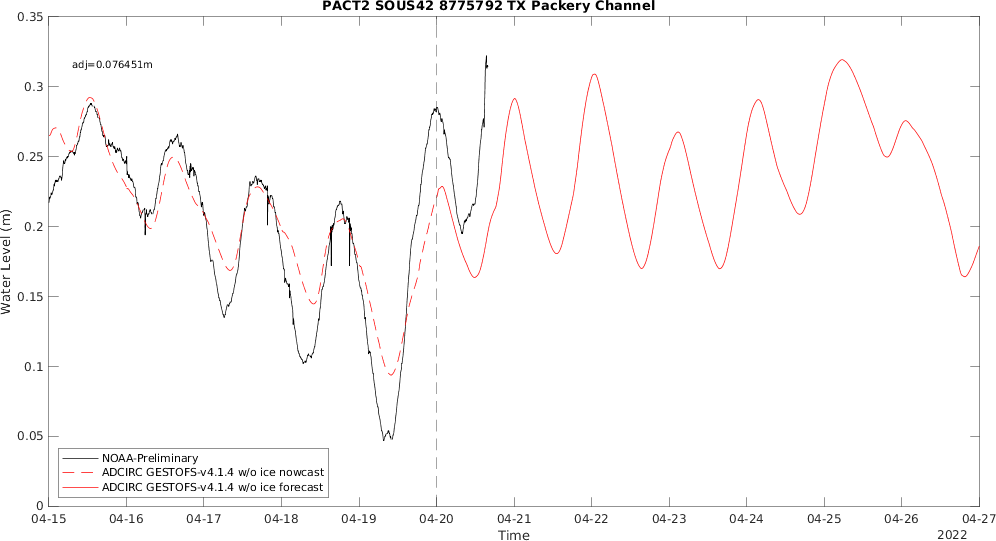 PACT2 SOUS42 8775792 TX Packery Channel
adj=0.076451m
0.35
0.3
0.25
0.2
0.15
0.1
0.05
0
Water Level (m)
NOAA-Preliminary
ADCIRC GESTOFS-v4.1.4 w/o ice nowcast
ADCIRC GESTOFS-v4.1.4 w/o ice forecast
04-15 04-16 04-17 04-18 04-19 04-20 04-21 04-22 04-23 04-24 04-25 04-26 04-27
Time
2022